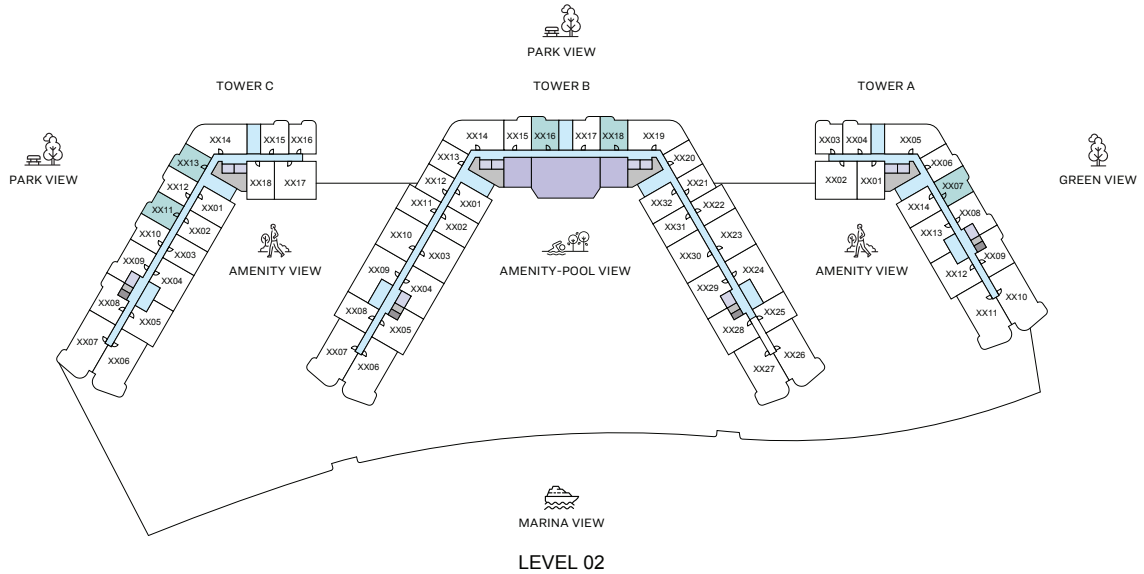 PARK VIEW
TOWER C
TOWER B
TOWER A
PARK VIEW
GREEN VIEW
XX14
XX15
XX16
XX13
XX12
XX11
XX10
XX09
XX08
XX07
XX06
XX05
XX04
XX03
XX02
XX01
XX18
XX17
AMENITY VIEW
XX14
XX15
XX16
XX17
XX18
XX19
XX13
XX12
XX11
XX10
XX09
XX08
XX07
XX06
XX05
XX04
XX03
XX02
XX01
XX20
XX21
XX22
XX23
XX24
XX25
XX26
XX27
XX28
XX29
XX30
XX31
XX32
AMENITY-POOL VIEW
XX03
XX04
XX05
XX02
XX01
XX06
XX07
XX08
XX09
XX10
XX11
XX12
XX13
XX14
AMENITY VIEW
MARINA VIEW
LEVEL 02